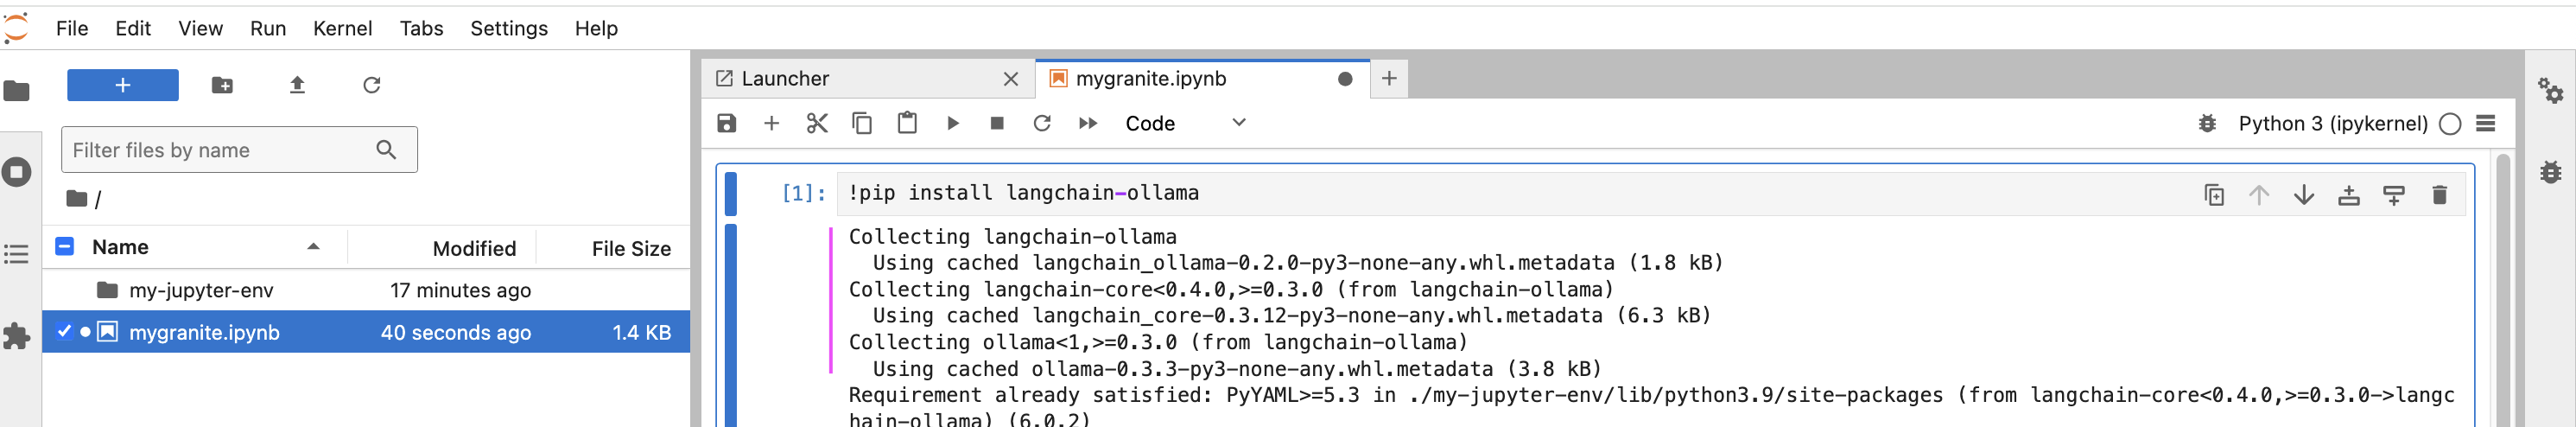 File Edit View Run Kernel Tabs Settings Help
+
Filter files by name
/
Name Modified File Size
my-jupyter-env 17 minutes ago
mygranite.ipynb 40 seconds ago 1.4 KB
Launcher
mygranite.ipynb
Code
Python 3 (ipykernel)
[1]: !pip install langchain-ollama
Collecting langchain-ollama
Using cached langchain_ollama-0.2.0-py3-none-any.whl.metadata (1.8 kB)
Collecting langchain-core<0.4.0,>=0.3.0 (from langchain-ollama)
Using cached langchain_core-0.3.12-py3-none-any.whl.metadata (6.3 kB)
Collecting ollama<1,>=0.3.0 (from langchain-ollama)
Using cached ollama-0.3.3-py3-none-any.whl.metadata (3.8 kB)
Requirement already satisfied: PyYAML>=5.3 in ./my-jupyter-env/lib/python3.9/site-packages (from langchain-core<0.4.0,>=0.3.0->langc
hain-ollama) (6.0.2)